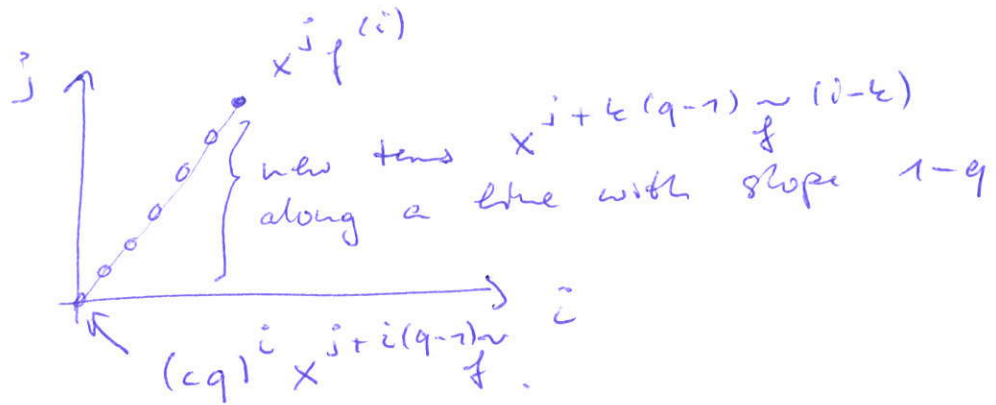 x^j f^(i)
j
x^{j+k(q-1)} f̃^(i-k)
new terms
along a line with slope 1-q
i
(cq)^i x^{j+i(q-1)} f̃.